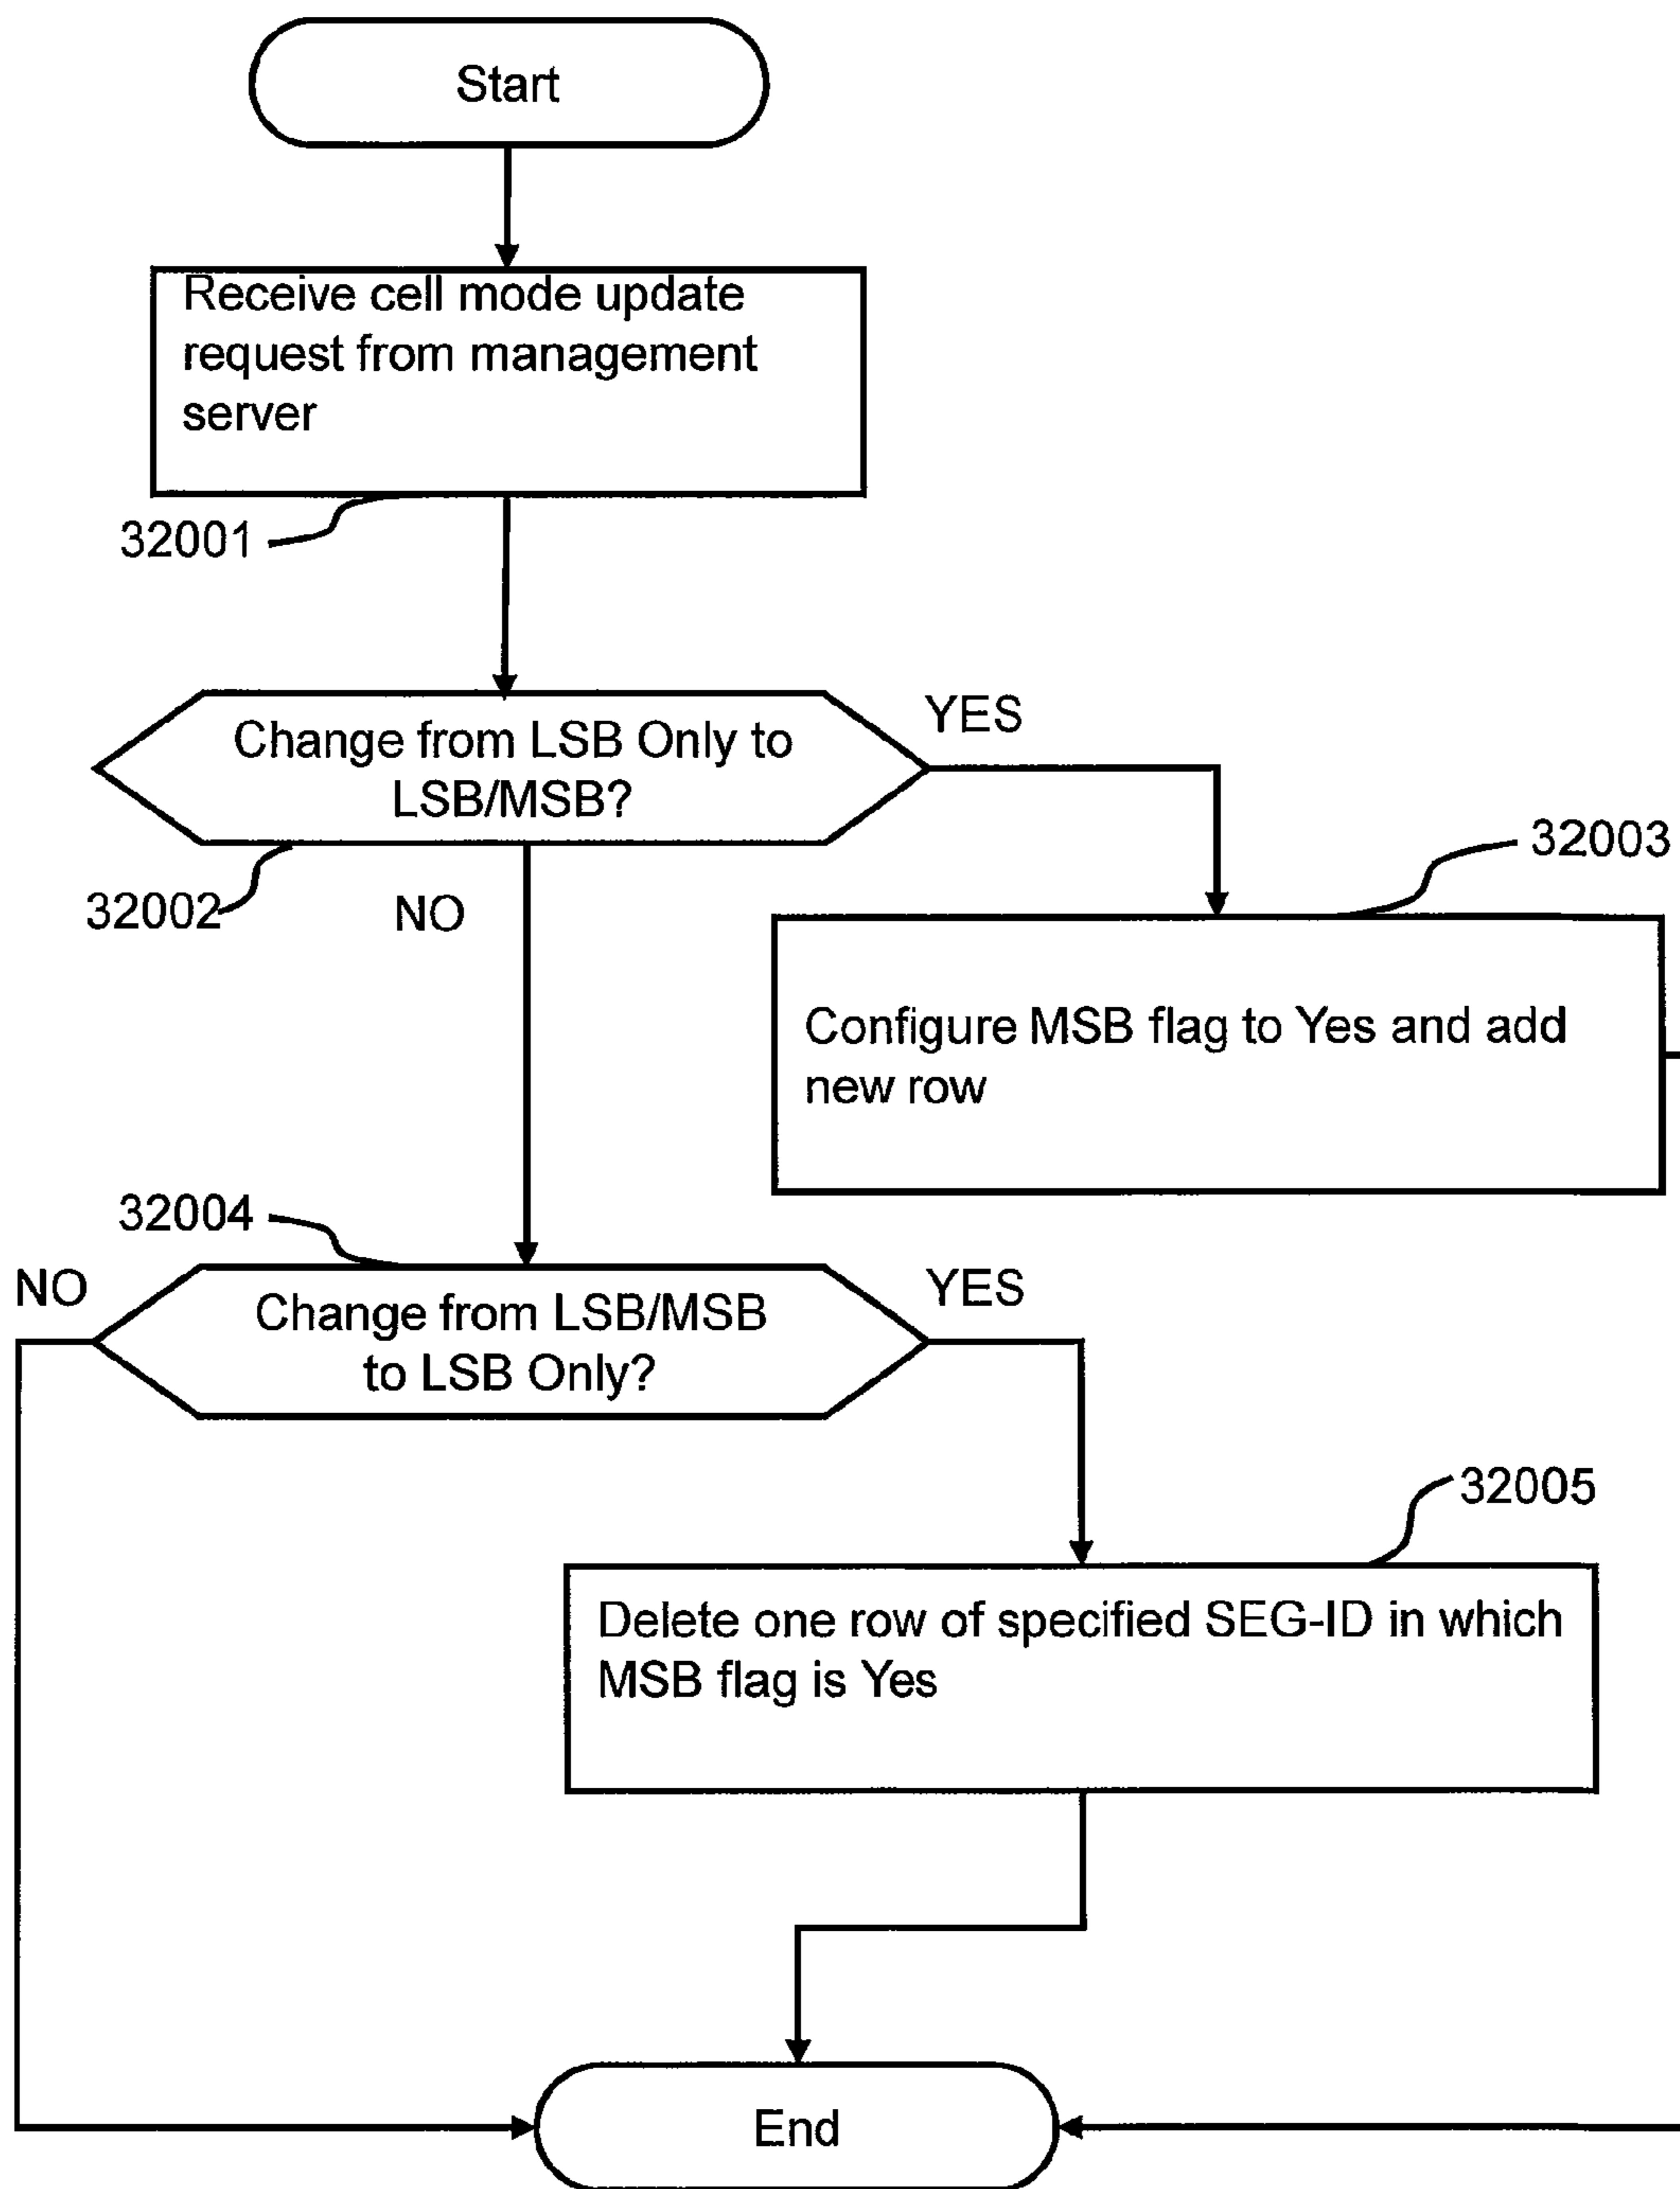 Start
Receive cell mode update
request from management
server
32001
Change from LSB Only to
LSB/MSB?
YES
32002
NO
32003
Configure MSB flag to Yes and add
new row
32004
NO
Change from LSB/MSB
to LSB Only?
YES
32005
Delete one row of specified SEG-ID in which
MSB flag is Yes
End